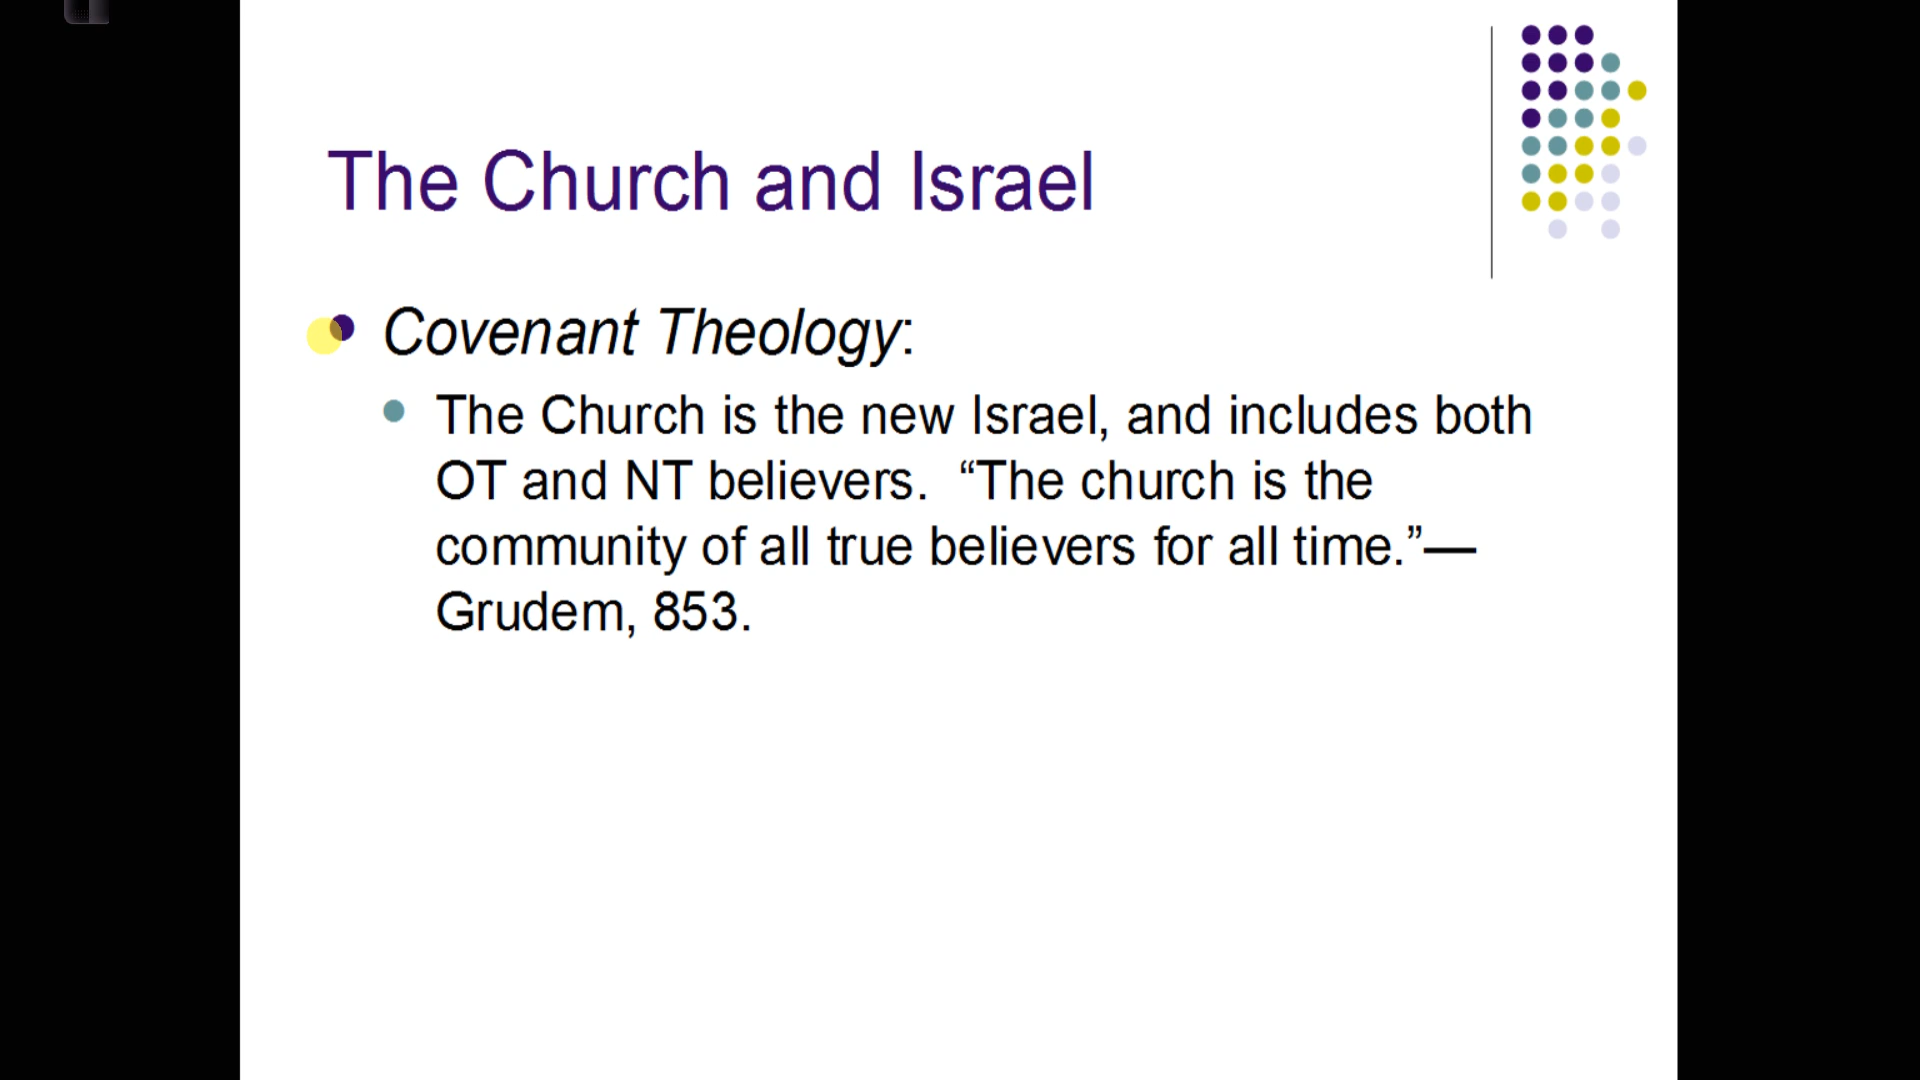 The Church and Israel
Covenant Theology:
The Church is the new Israel, and includes both
OT and NT believers.  “The church is the
community of all true believers for all time.”—
Grudem, 853.